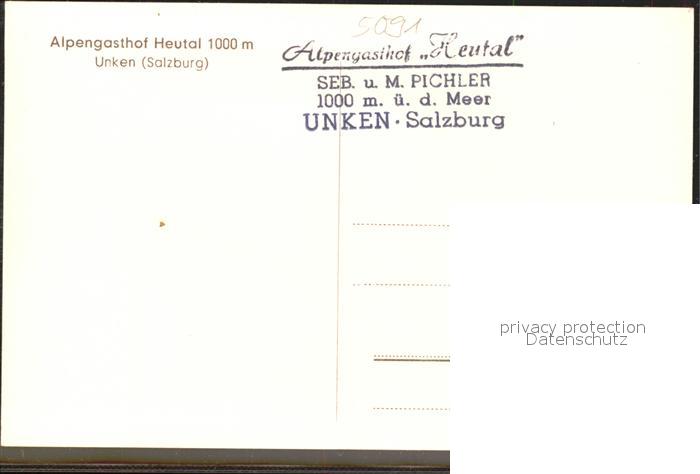 5091
Alpengasthof Heutal 1000 m
Unken (Salzburg)
Alpengasthof „Heutal"
SEB. u. M. PICHLER
1000 m. ü. d. Meer
UNKEN · Salzburg
privacy protection
Datenschutz